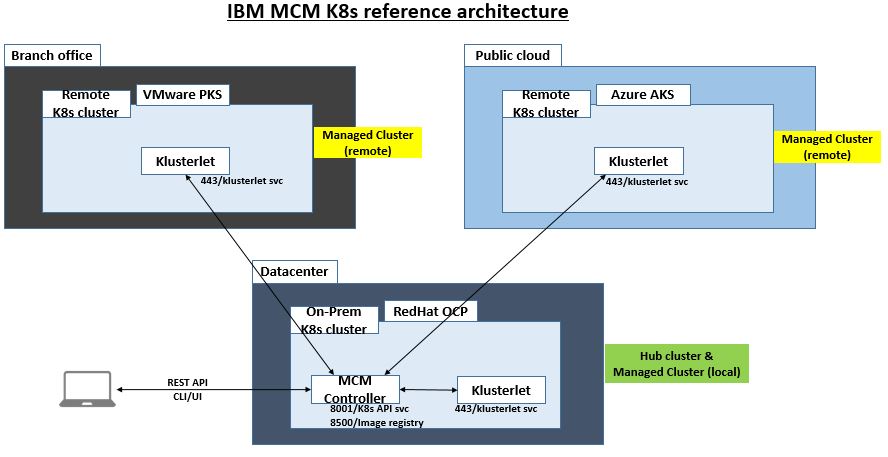 IBM MCM K8s reference architecture
Branch office
Public cloud
Remote
K8s cluster
VMware PKS
Remote
K8s cluster
Azure AKS
Managed Cluster
(remote)
Managed Cluster
(remote)
Klusterlet
443/klusterlet svc
Klusterlet
443/klusterlet svc
Datacenter
On-Prem
K8s cluster
RedHat OCP
Hub cluster &
Managed Cluster (local)
REST API
CLI/UI
MCM
Controller
8001/K8s API svc
8500/Image registry
Klusterlet
443/klusterlet svc